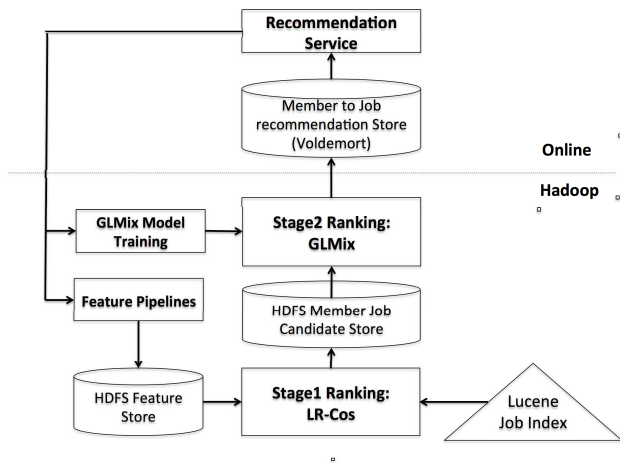 Recommendation
Service
Member to Job
recommendation Store
(Voldemort)
Online
Hadoop
GLMix Model
Training
Stage2 Ranking:
GLMix
Feature Pipelines
HDFS Member Job
Candidate Store
HDFS Feature
Store
Stage1 Ranking:
LR-Cos
Lucene
Job Index